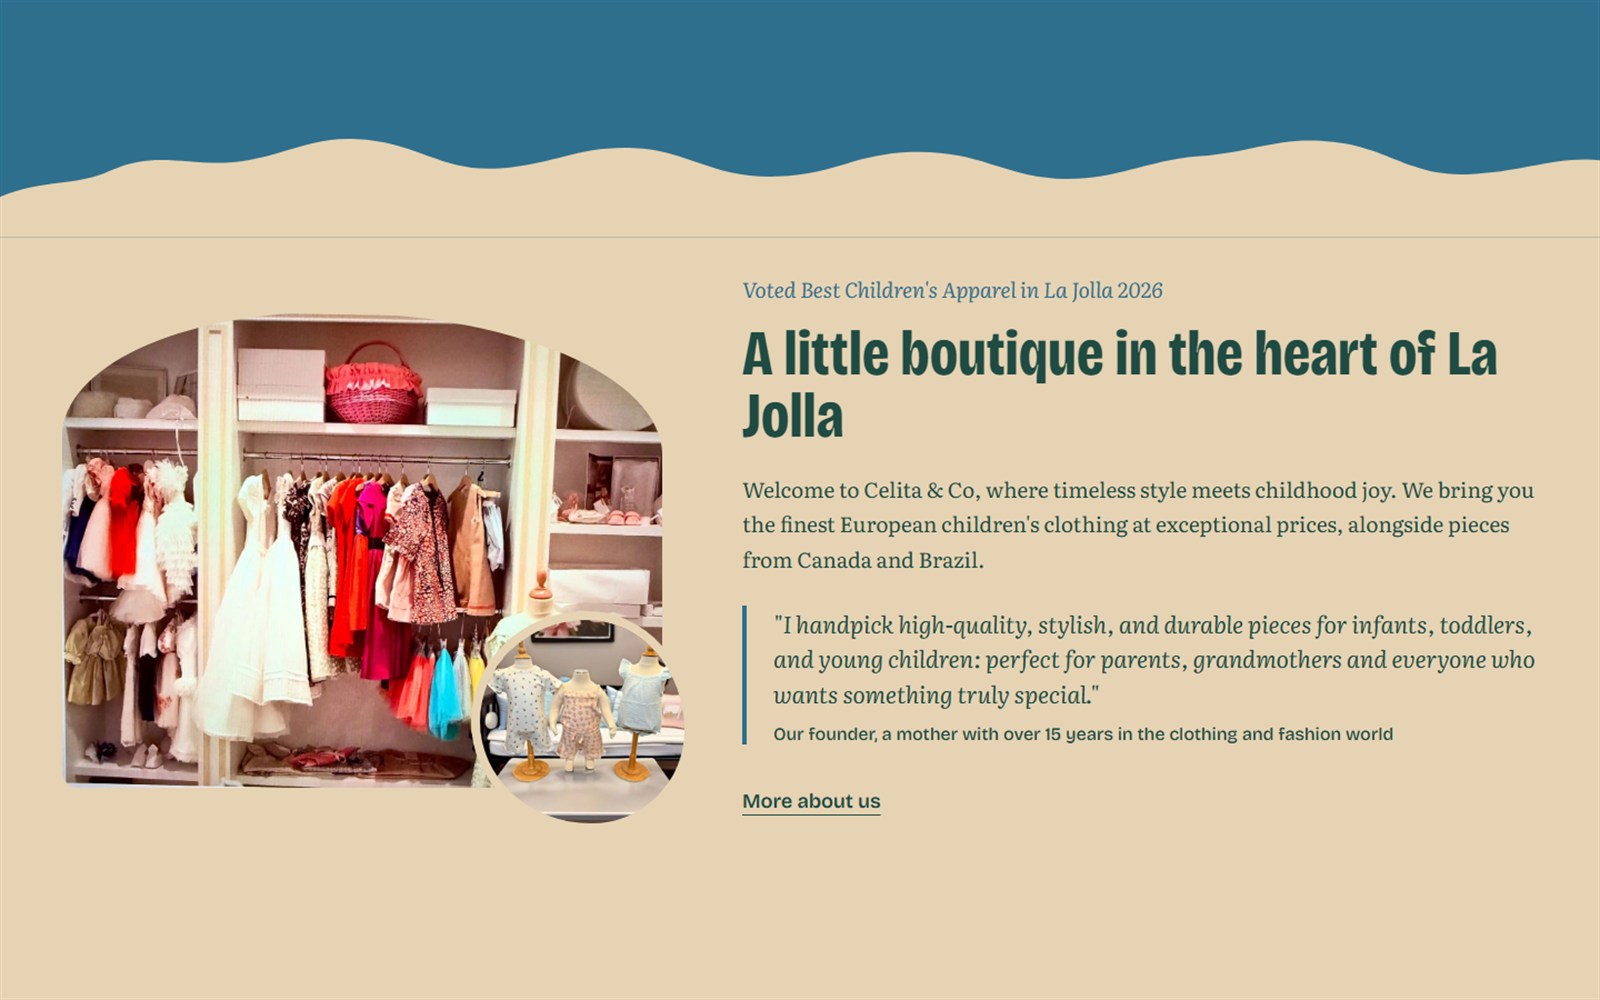 Voted Best Children's Apparel in La Jolla 2026
A little boutique in the heart of La
Jolla
Welcome to Celita & Co, where timeless style meets childhood joy. We bring you
the finest European children's clothing at exceptional prices, alongside pieces
from Canada and Brazil.
"I handpick high-quality, stylish, and durable pieces for infants, toddlers,
and young children: perfect for parents, grandmothers and everyone who
wants something truly special."
Our founder, a mother with over 15 years in the clothing and fashion world
More about us